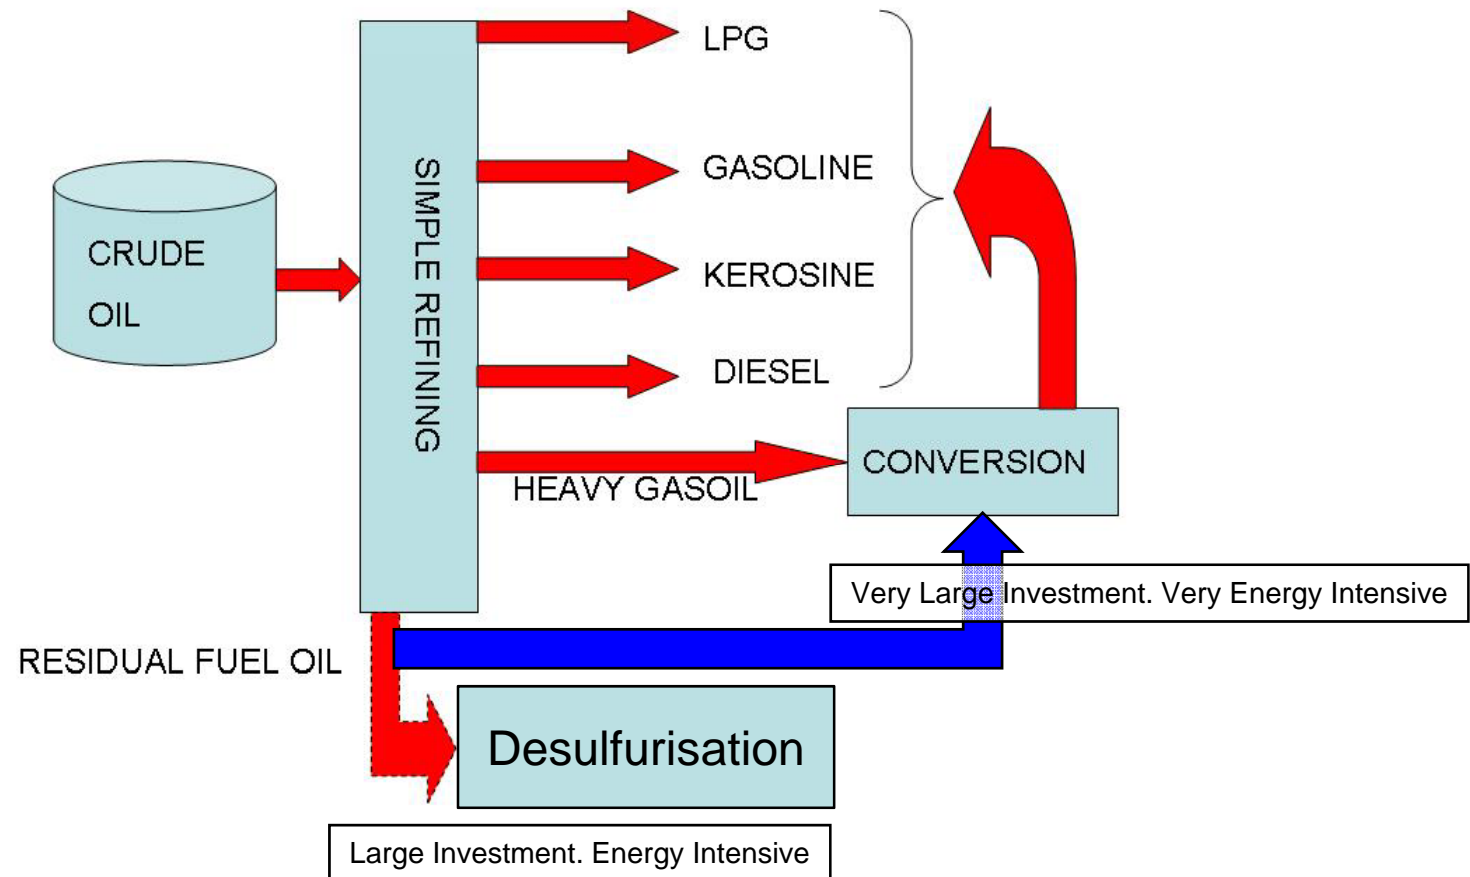 LPG
GASOLINE
KEROSINE
DIESEL
CRUDE
OIL
SIMPLE REFINING
HEAVY GASOIL
CONVERSION
Very Large Investment. Very Energy Intensive
RESIDUAL FUEL OIL
Desulfurisation
Large Investment. Energy Intensive